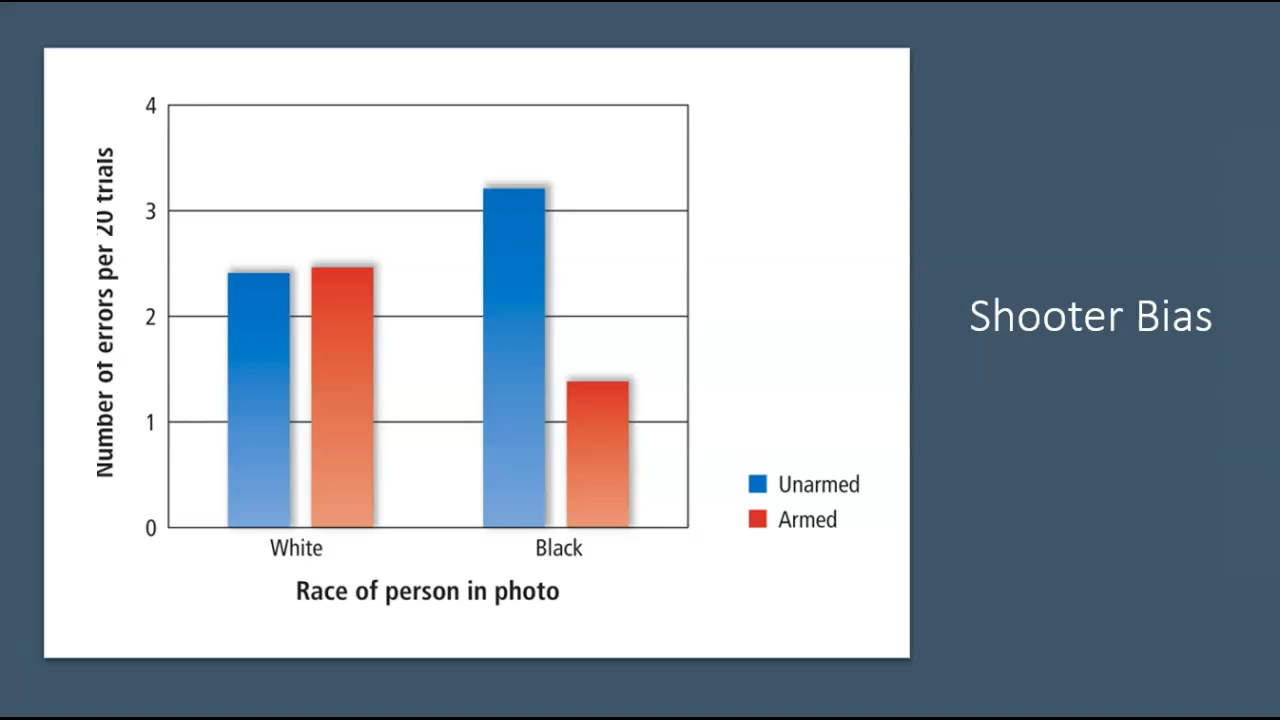 4
3
2
1
0
Number of errors per 20 trials
White
Black
Race of person in photo
Unarmed
Armed
Shooter Bias